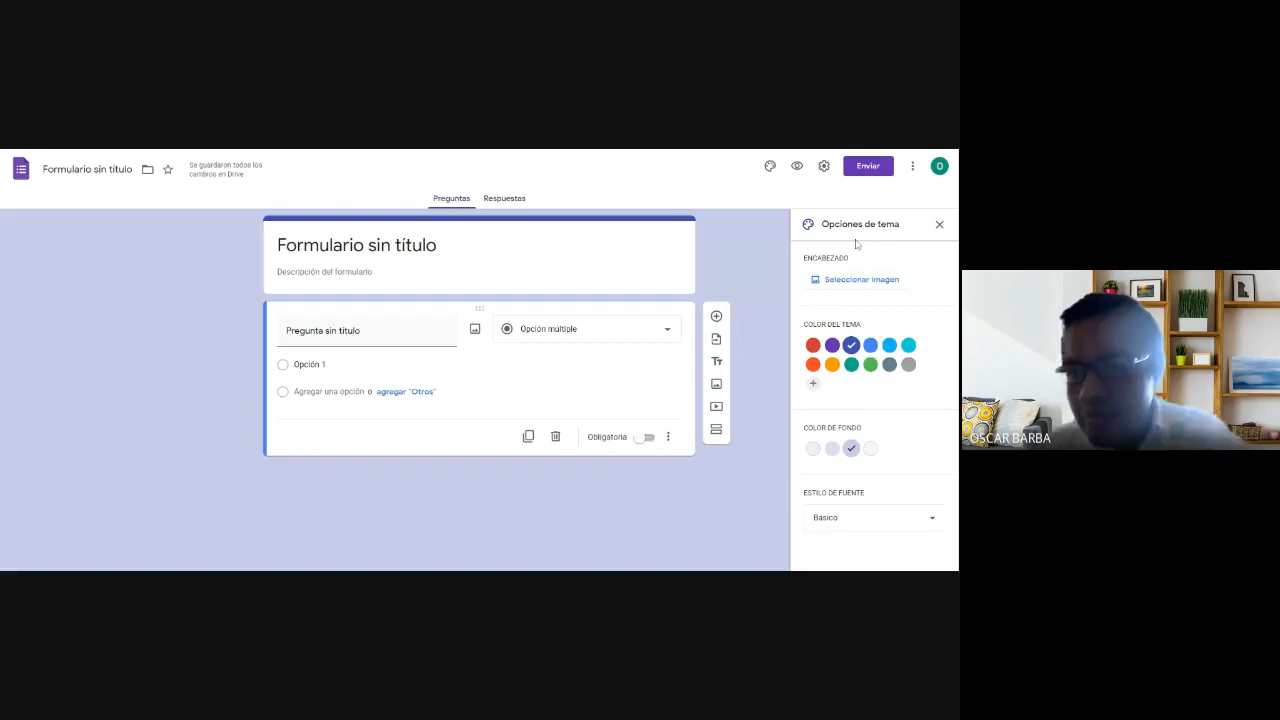 Formulario sin título
Se guardaron todos los
cambios en Drive
Enviar
O
Preguntas
Respuestas
Formulario sin título
Descripción del formulario
Pregunta sin título
Opción múltiple
Opción 1
Agregar una opción o agregar "Otros"
Obligatoria
Opciones de tema
ENCABEZADO
Seleccionar imagen
COLOR DEL TEMA
COLOR DE FONDO
ESTILO DE FUENTE
Básico
OSCAR BARBA